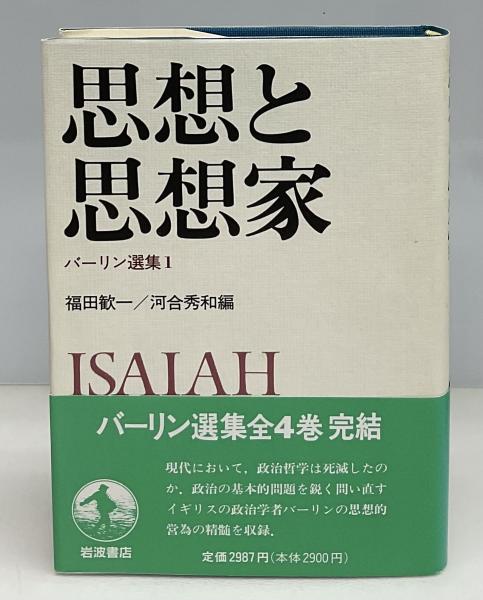 思想と
思想家
バーリン選集1
福田歓一／河合秀和編
ISAIAH
バーリン選集全4巻 完結
現代において，政治哲学は死滅したの
か．政治の基本的問題を鋭く問い直す
イギリスの政治学者バーリンの思想的
営為の精髄を収録．
岩波書店
定価2987円（本体2900円）